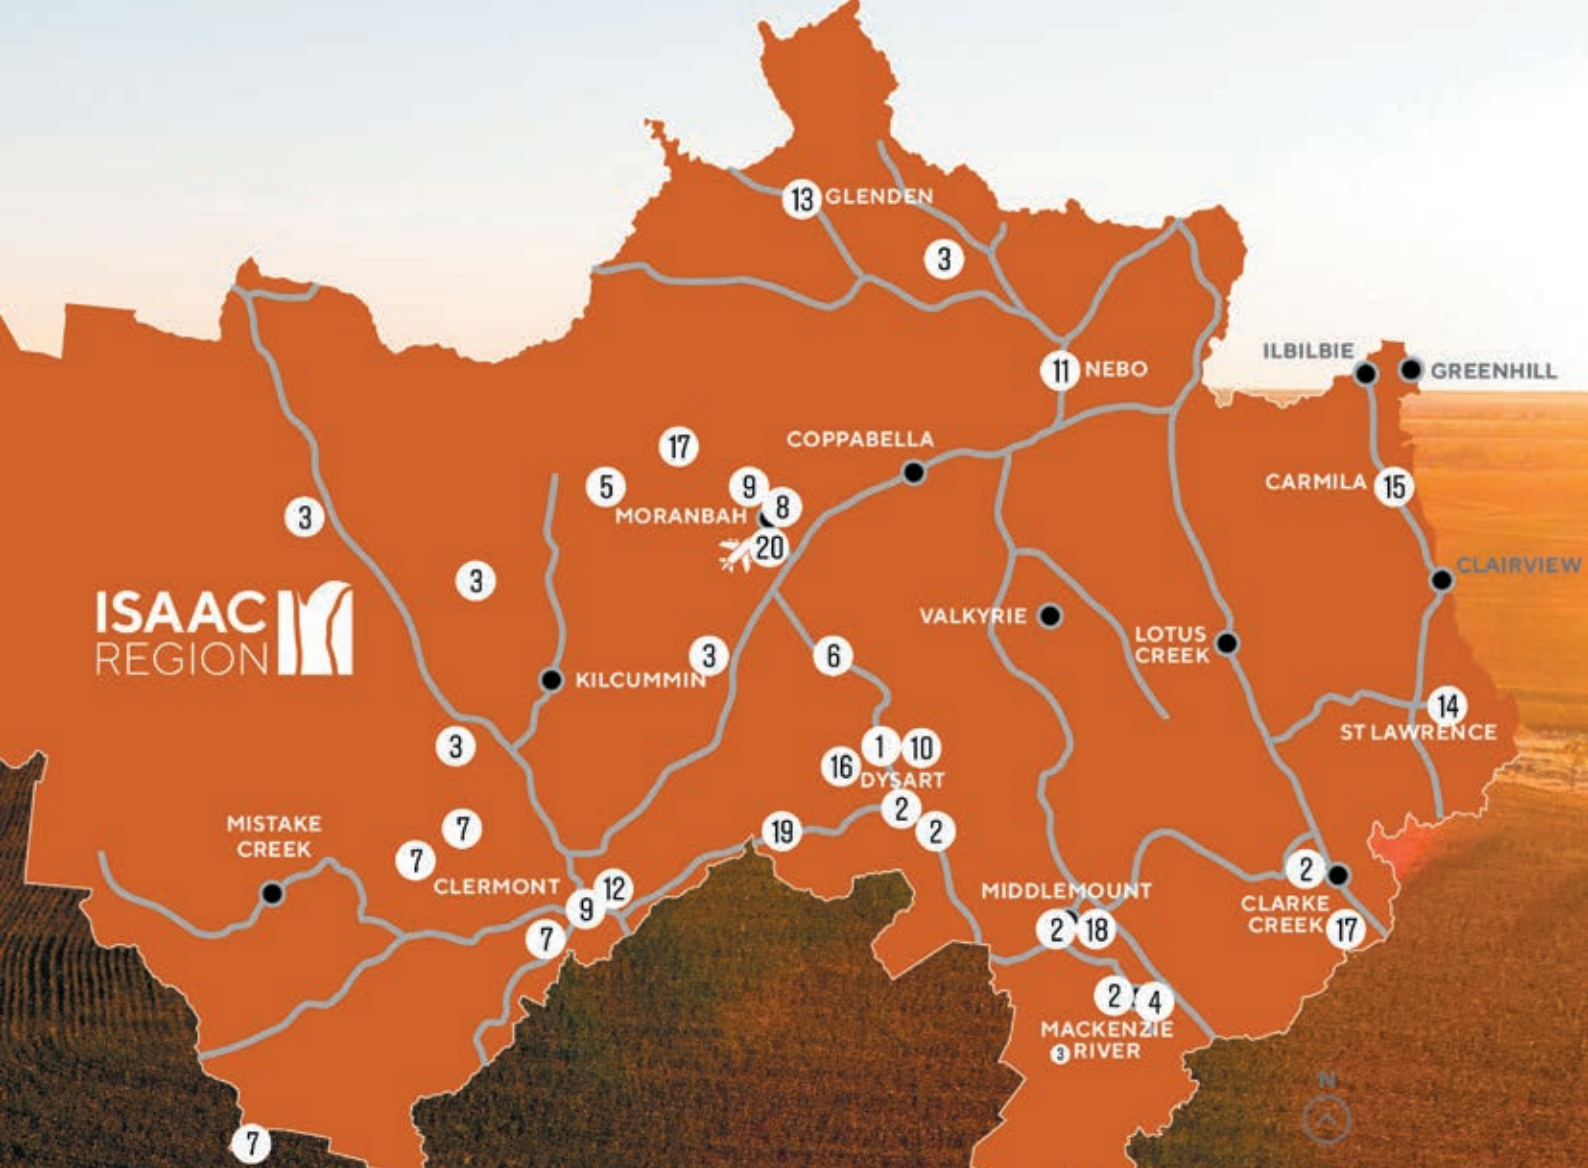 13 GLENDEN
3
11 NEBO
ILBILBIE
GREENHILL
COPPABELLA
17
5
9
8
MORANBAH
20
CARMILA 15
3
3
CLAIRVIEW
ISAAC
REGION
VALKYRIE
LOTUS
CREEK
3
6
KILCUMMIN
14
ST LAWRENCE
3
1
10
16
DYSART
2
2
19
MISTAKE
CREEK
7
7
CLERMONT
12
9
7
MIDDLEMOUNT
2
18
2
CLARKE
CREEK
17
2
4
MACKENZIE
3 RIVER
N
7